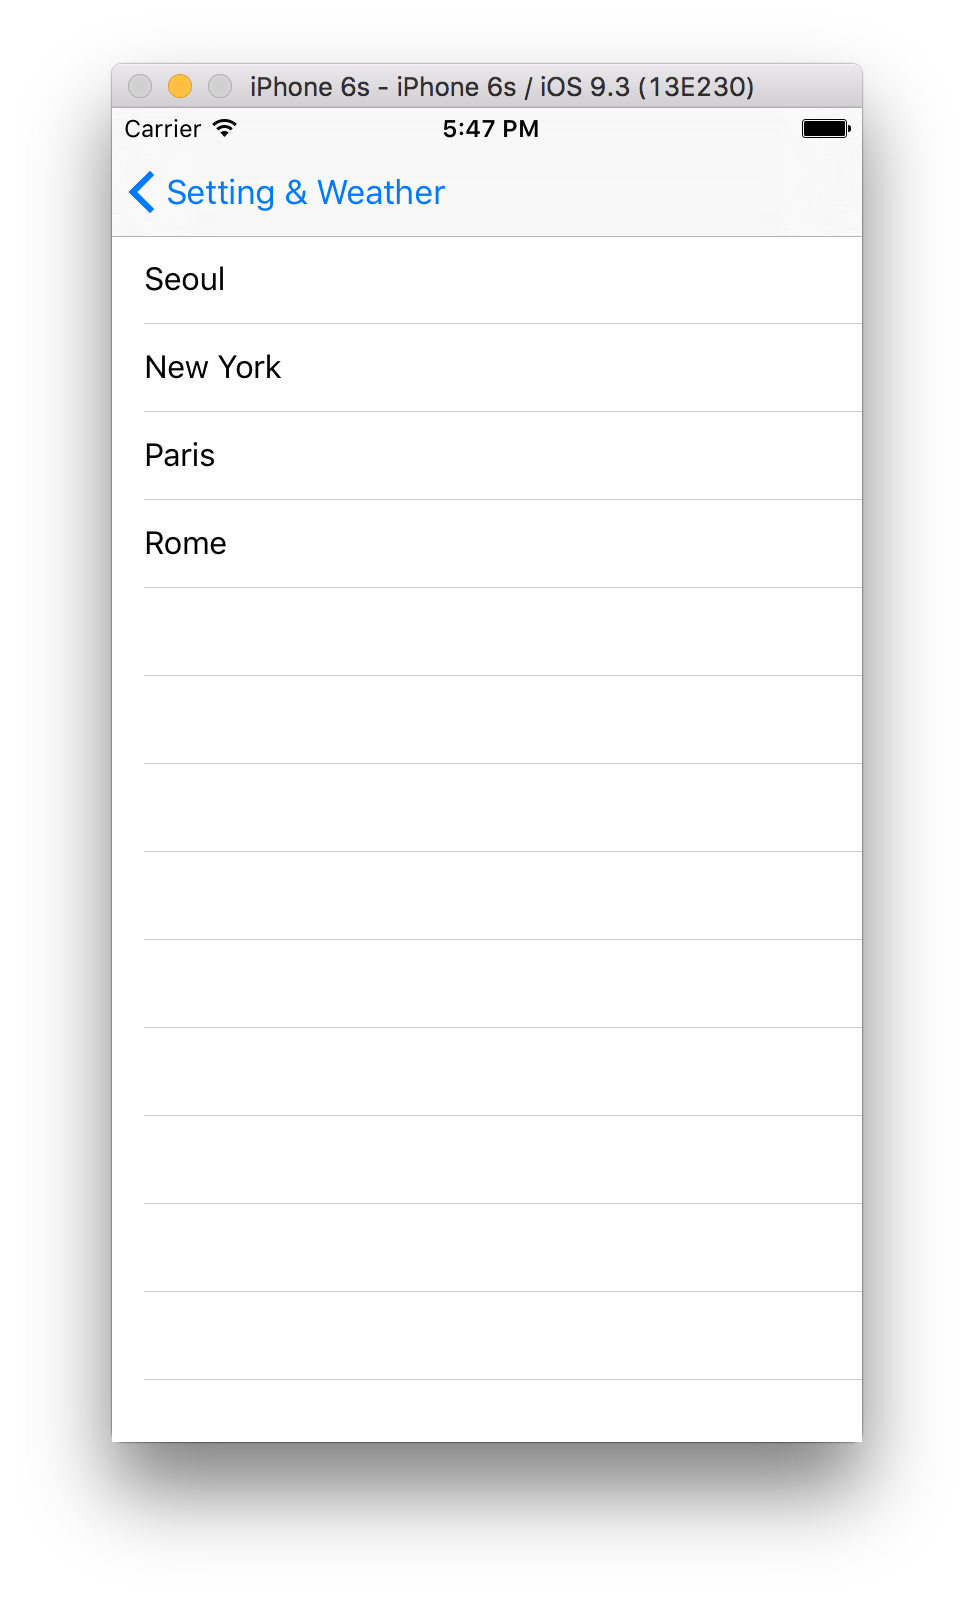 iPhone 6s - iPhone 6s / iOS 9.3 (13E230)
Carrier 5:47 PM
Setting & Weather
Seoul
New York
Paris
Rome